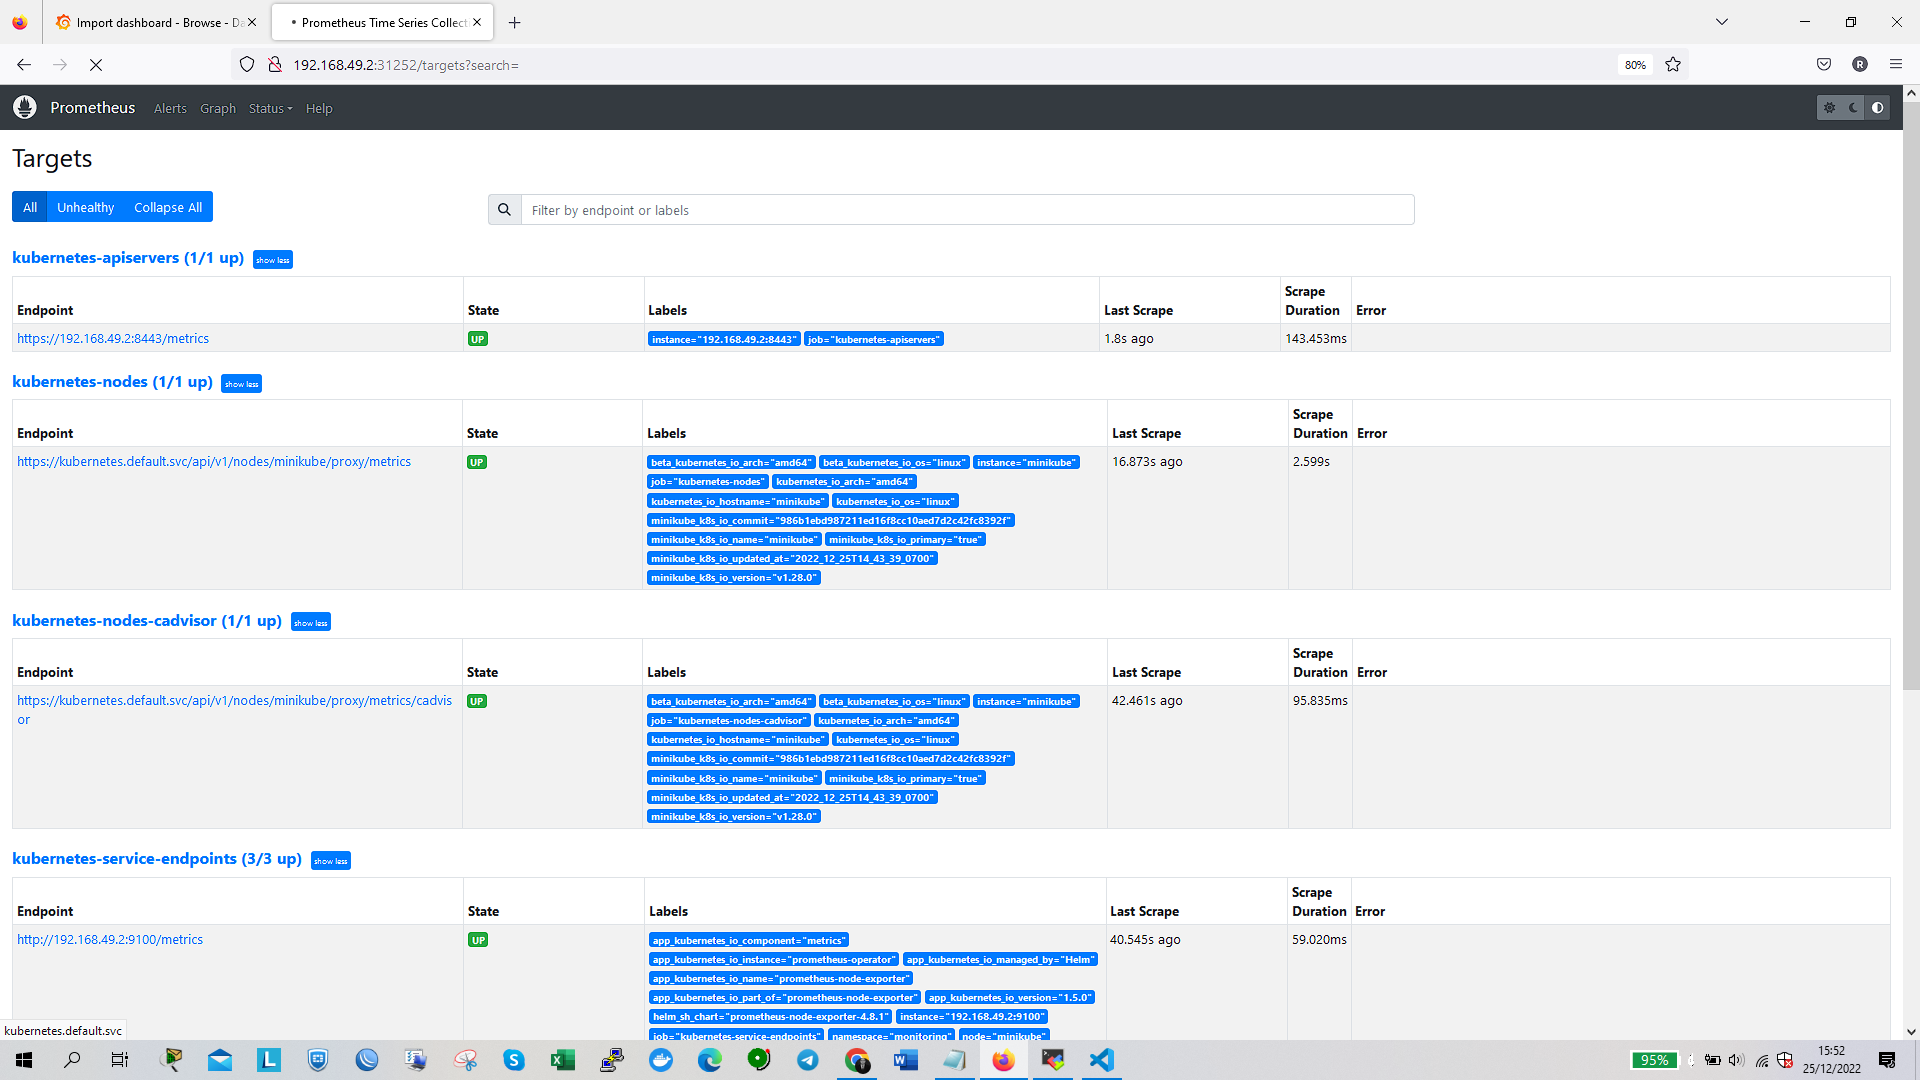 Import dashboard - Browse - Da
Prometheus Time Series Collect
192.168.49.2:31252/targets?search=
80%
R
Prometheus Alerts Graph Status Help
Targets
All Unhealthy Collapse All
Filter by endpoint or labels
kubernetes-apiservers (1/1 up) show less
Endpoint State Labels Last Scrape Scrape Duration Error
https://192.168.49.2:8443/metrics UP instance="192.168.49.2:8443" job="kubernetes-apiservers" 1.8s ago 143.453ms
kubernetes-nodes (1/1 up) show less
Endpoint State Labels Last Scrape Scrape Duration Error
https://kubernetes.default.svc/api/v1/nodes/minikube/proxy/metrics UP beta_kubernetes_io_arch="amd64" beta_kubernetes_io_os="linux" instance="minikube" 16.873s ago 2.599s
job="kubernetes-nodes" kubernetes_io_arch="amd64"
kubernetes_io_hostname="minikube" kubernetes_io_os="linux"
minikube_k8s_io_commit="986b1ebd987211ed16f8cc10aed7d2c42fc8392f"
minikube_k8s_io_name="minikube" minikube_k8s_io_primary="true"
minikube_k8s_io_updated_at="2022_12_25T14_43_39_0700"
minikube_k8s_io_version="v1.28.0"
kubernetes-nodes-cadvisor (1/1 up) show less
Endpoint State Labels Last Scrape Scrape Duration Error
https://kubernetes.default.svc/api/v1/nodes/minikube/proxy/metrics/cadvis UP beta_kubernetes_io_arch="amd64" beta_kubernetes_io_os="linux" instance="minikube" 42.461s ago 95.835ms
or job="kubernetes-nodes-cadvisor" kubernetes_io_arch="amd64"
kubernetes_io_hostname="minikube" kubernetes_io_os="linux"
minikube_k8s_io_commit="986b1ebd987211ed16f8cc10aed7d2c42fc8392f"
minikube_k8s_io_name="minikube" minikube_k8s_io_primary="true"
minikube_k8s_io_updated_at="2022_12_25T14_43_39_0700"
minikube_k8s_io_version="v1.28.0"
kubernetes-service-endpoints (3/3 up) show less
Endpoint State Labels Last Scrape Scrape Duration Error
http://192.168.49.2:9100/metrics UP app_kubernetes_io_component="metrics" 40.545s ago 59.020ms
app_kubernetes_io_instance="prometheus-operator" app_kubernetes_io_managed_by="Helm"
app_kubernetes_io_name="prometheus-node-exporter"
app_kubernetes_io_part_of="prometheus-node-exporter" app_kubernetes_io_version="1.5.0"
helm_sh_chart="prometheus-node-exporter-4.8.1" instance="192.168.49.2:9100"
job="kubernetes-service-endpoints" namespace="monitoring" node="minikube"
kubernetes.default.svc
95%
15:52
25/12/2022